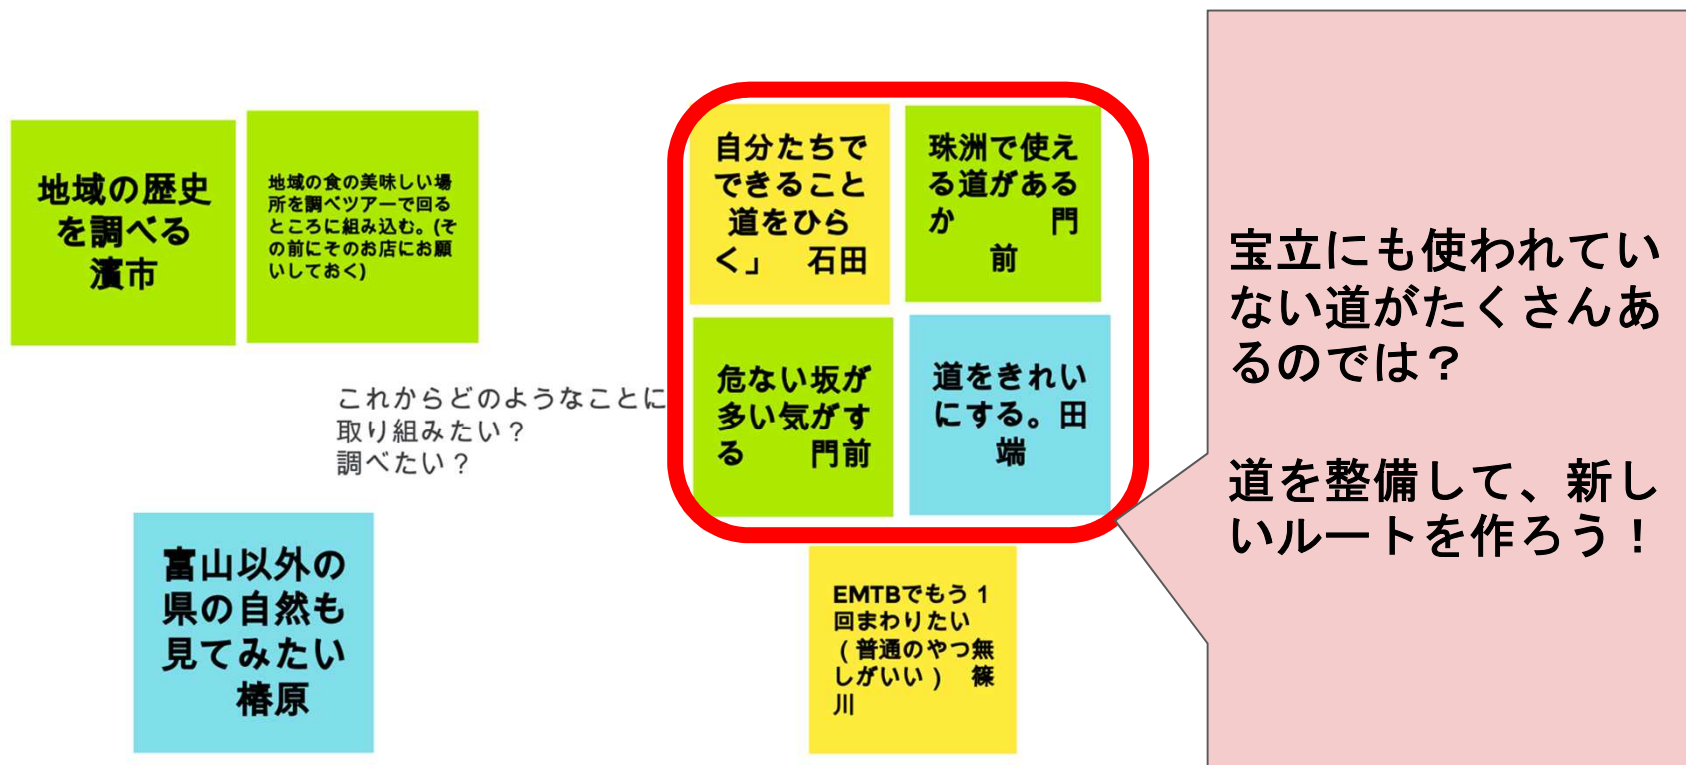 地域の歴史
を調べる
濱市
地域の食の美味しい場
所を調べツアーで回る
ところに組み込む。(そ
の前にそのお店にお願
いしておく)
自分たちで
できること
道をひら
く」　石田
珠洲で使え
る道がある
か　　門
前
危ない坂が
多い気がす
る　　門前
道をきれい
にする。田
端
これからどのようなことに
取り組みたい？
調べたい？
富山以外の
県の自然も
見てみたい
椿原
EMTBでもう１
回まわりたい
（普通のやつ無
しがいい）　篠
川
宝立にも使われてい
ない道がたくさんあ
るのでは？
道を整備して、新し
いルートを作ろう！